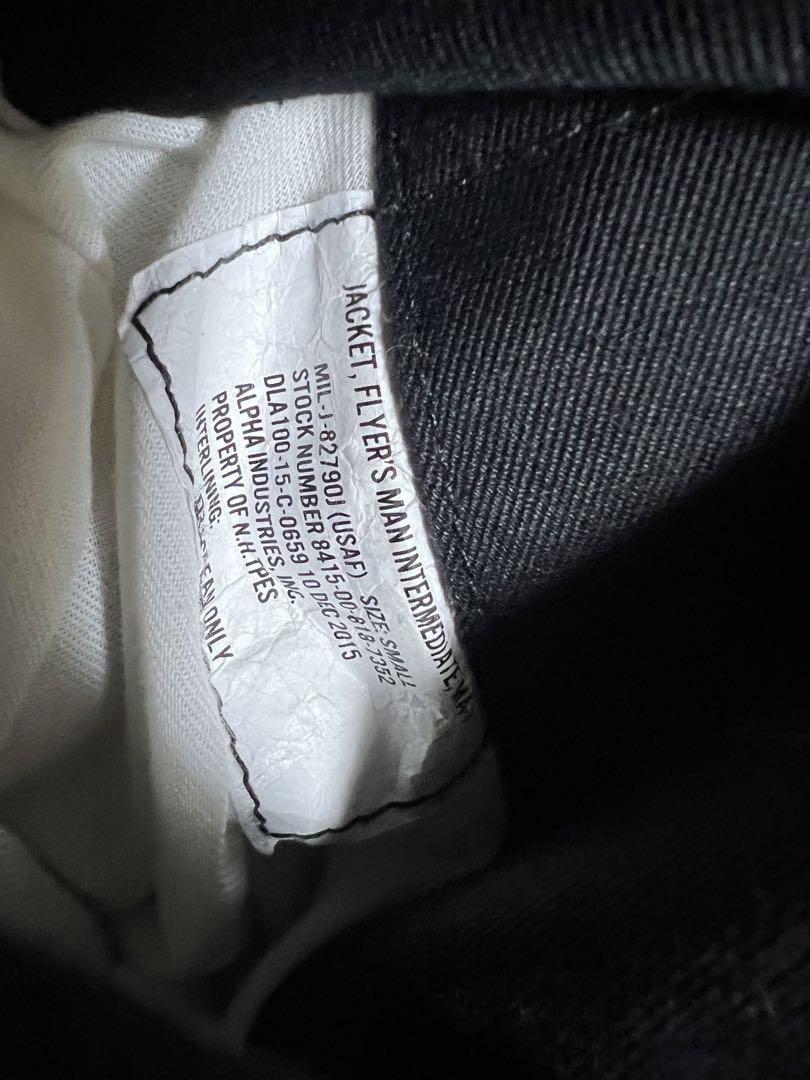 JACKET, FLYER'S MAN INTERMEDIATE,
MIL-J-82790J (USAF) SIZE: SMALL
STOCK NUMBER 8415-00-818-7352
DLA100-15-C-0659 10 DEC 2015
ALPHA INDUSTRIES, INC.
PROPERTY OF N.H.TPES
INTERLINING: ONLY